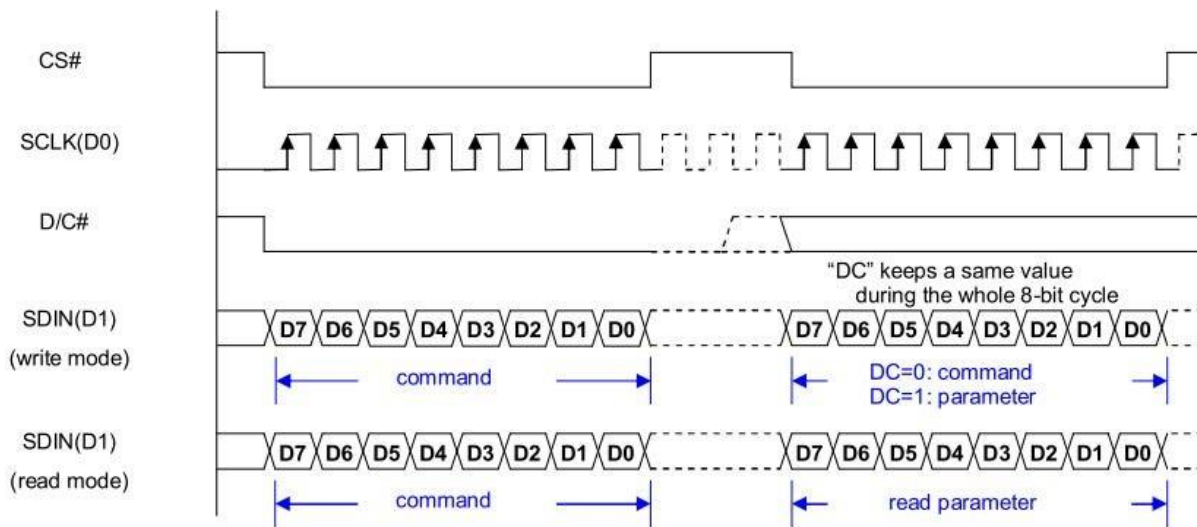 CS#
SCLK(D0)
D/C#
“DC” keeps a same value
during the whole 8-bit cycle
SDIN(D1)
(write mode)
D7 D6 D5 D4 D3 D2 D1 D0 D7 D6 D5 D4 D3 D2 D1 D0
command
DC=0: command
DC=1: parameter
SDIN(D1)
(read mode)
D7 D6 D5 D4 D3 D2 D1 D0 D7 D6 D5 D4 D3 D2 D1 D0
command read parameter